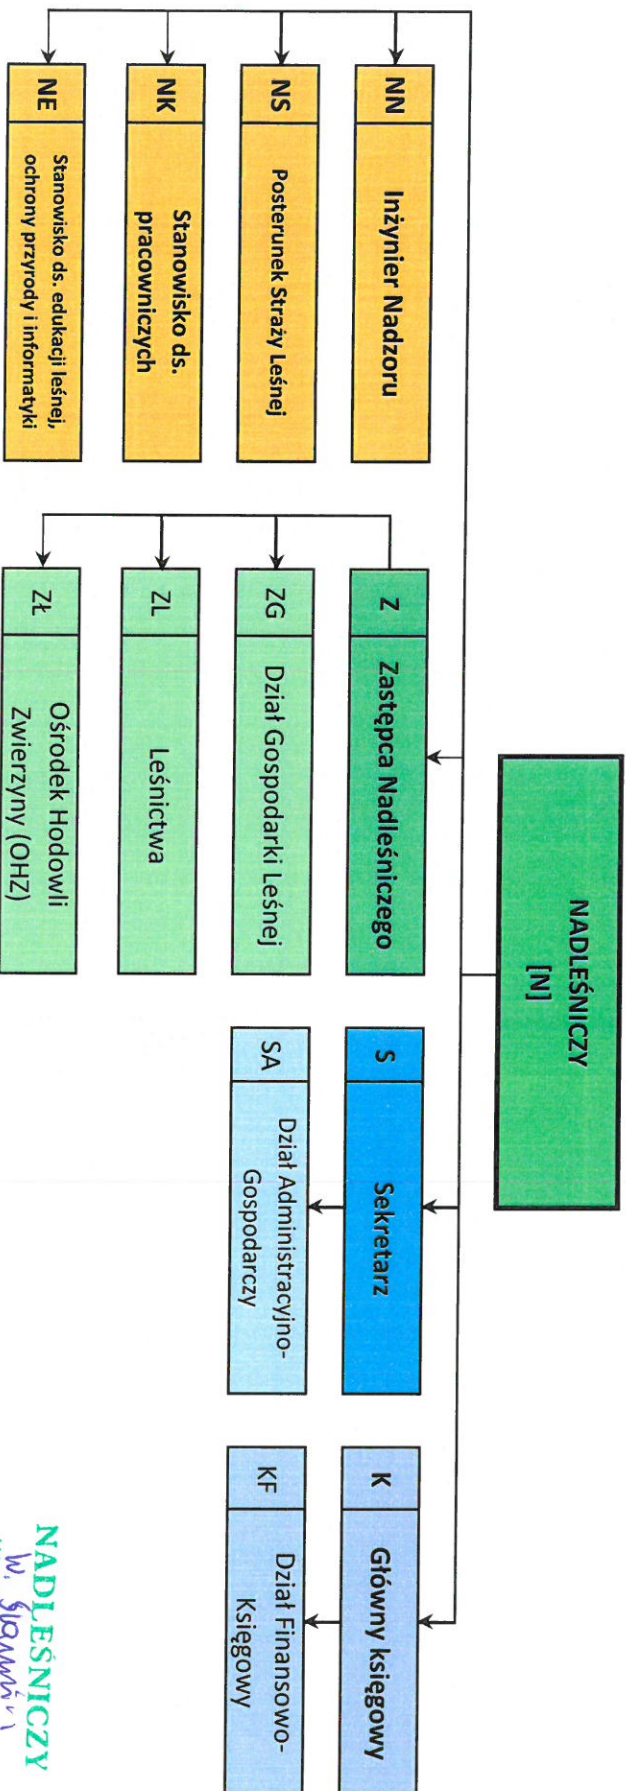 NADLEŚNICZY
[N]
NN
Inżynier Nadzoru
NS
Posterunek Straży Leśnej
NK
Stanowisko ds.
pracowniczych
NE
Stanowisko ds. edukacji leśnej,
ochrony przyrody i informatyki
Z
Zastępca Nadleśniczego
ZG
Dział Gospodarki Leśnej
ZL
Leśnictwa
ZŁ
Ośrodek Hodowli
Zwierzyny (OHZ)
S
Sekretarz
SA
Dział Administracyjno-
Gospodarczy
K
Główny księgowy
KF
Dział Finansowo-
Księgowy
NADLEŚNICZY